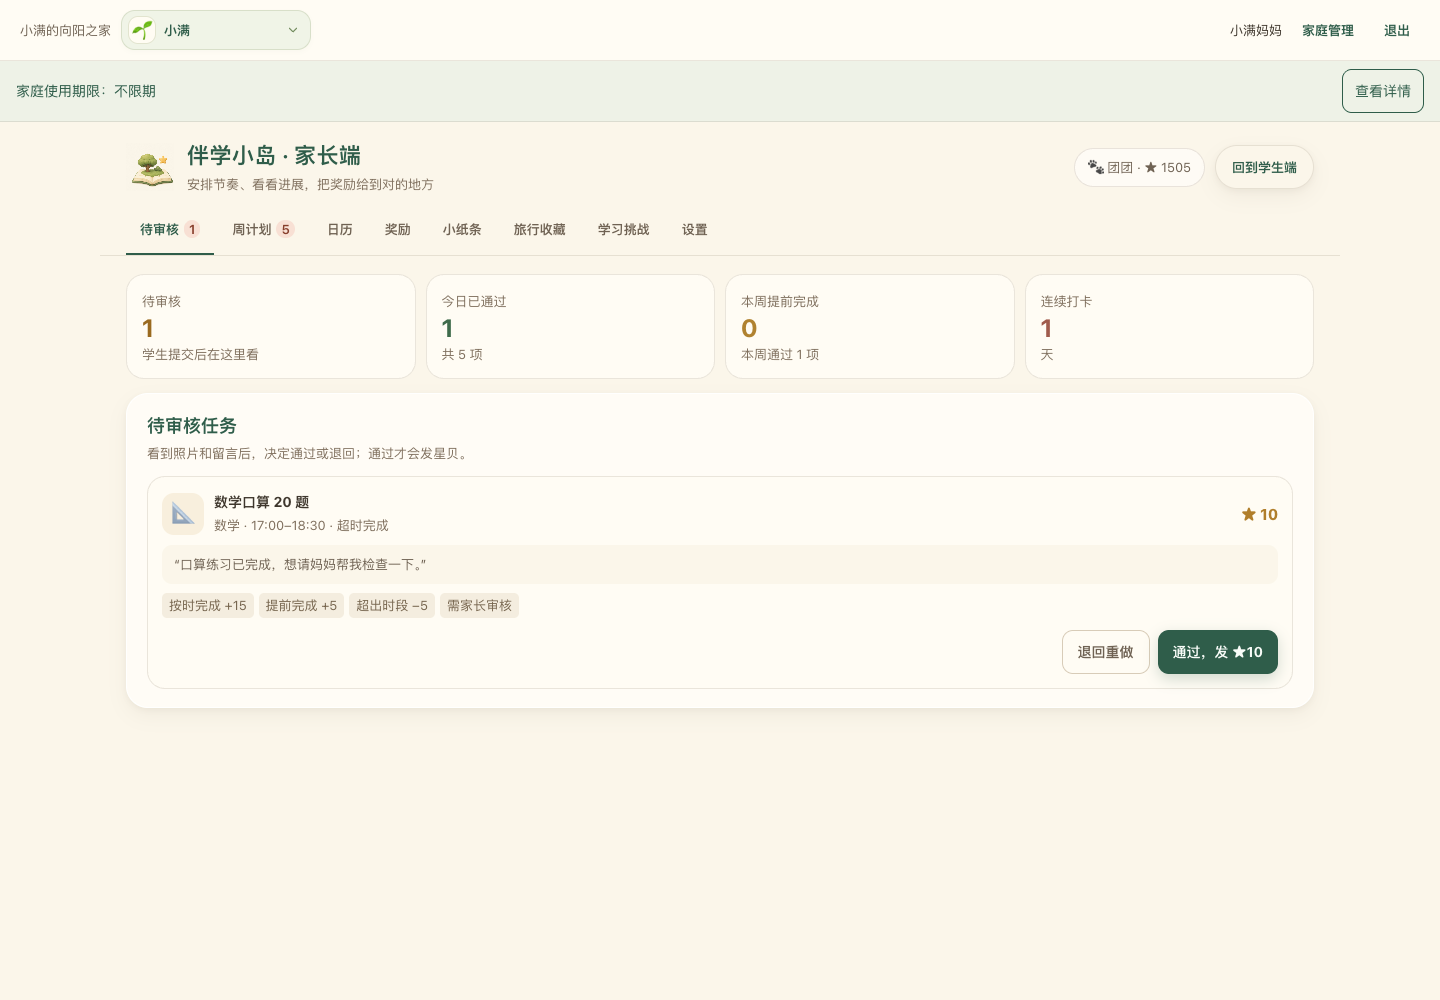 小满的向阳之家
小满
小满妈妈
家庭管理
退出
家庭使用期限：不限期
查看详情
伴学小岛 · 家长端
安排节奏、看看进展，把奖励给到对的地方
团团 · ★ 1505
回到学生端
待审核 1
周计划 5
日历
奖励
小纸条
旅行收藏
学习挑战
设置
待审核
1
学生提交后在这里看
今日已通过
1
共 5 项
本周提前完成
0
本周通过 1 项
连续打卡
1
天
待审核任务
看到照片和留言后，决定通过或退回；通过才会发星贝。
数学口算 20 题
数学 · 17:00–18:30 · 超时完成
★ 10
“口算练习已完成，想请妈妈帮我检查一下。”
按时完成 +15
提前完成 +5
超出时段 −5
需家长审核
退回重做
通过，发 ★10